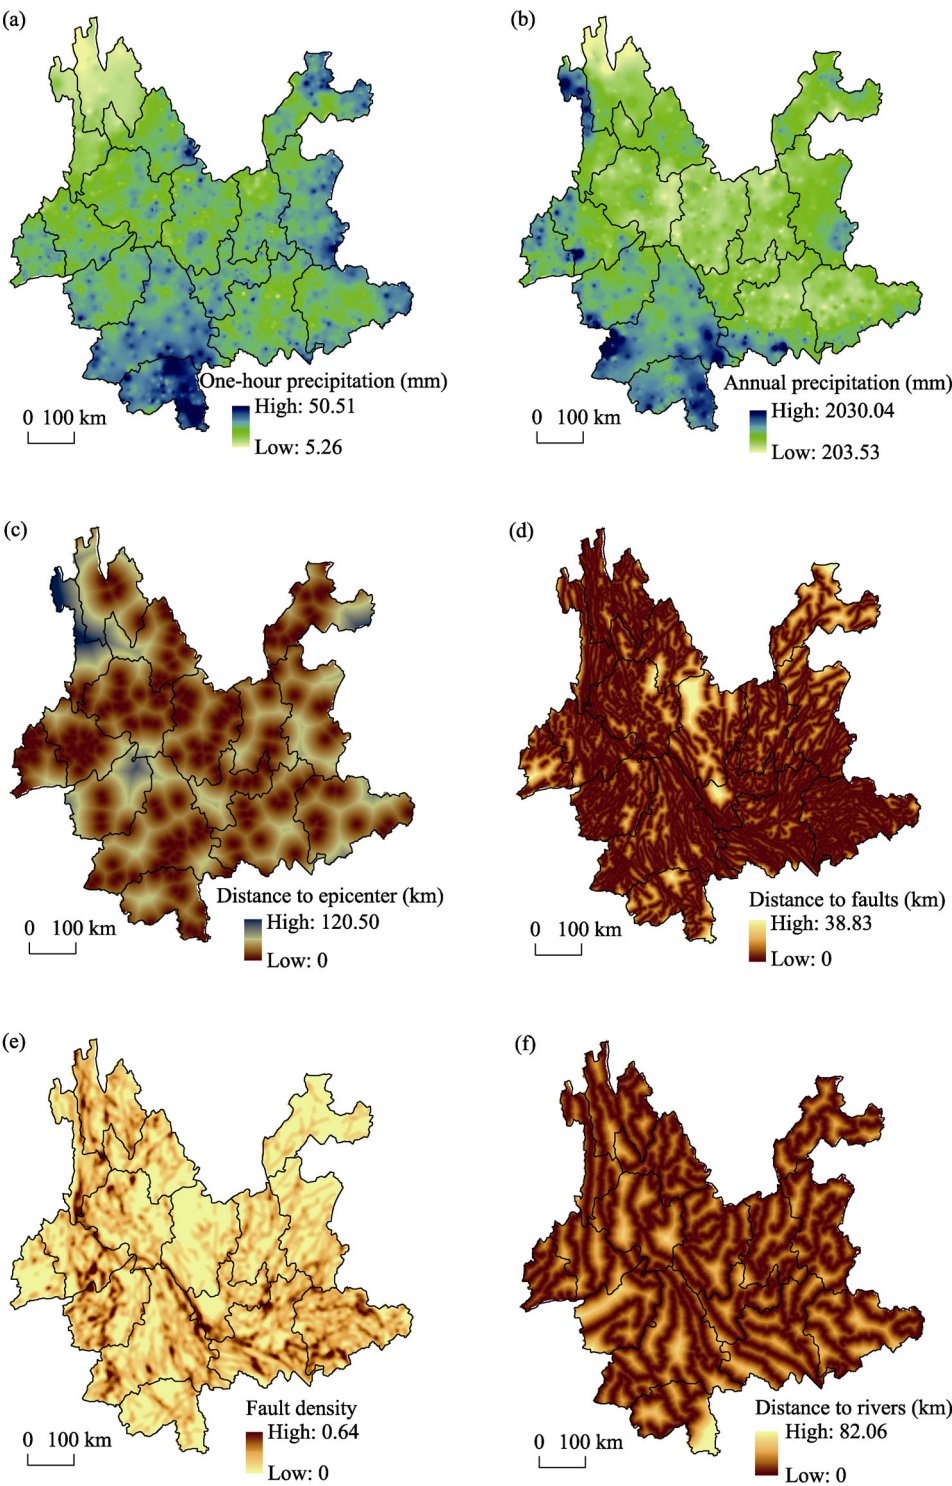 (a)
(b)
One-hour precipitation (mm)
High: 50.51
Low: 5.26
0 100 km
Annual precipitation (mm)
High: 2030.04
Low: 203.53
0 100 km
(c)
(d)
Distance to epicenter (km)
High: 120.50
Low: 0
0 100 km
Distance to faults (km)
High: 38.83
Low: 0
0 100 km
(e)
(f)
Fault density
High: 0.64
Low: 0
0 100 km
Distance to rivers (km)
High: 82.06
Low: 0
0 100 km